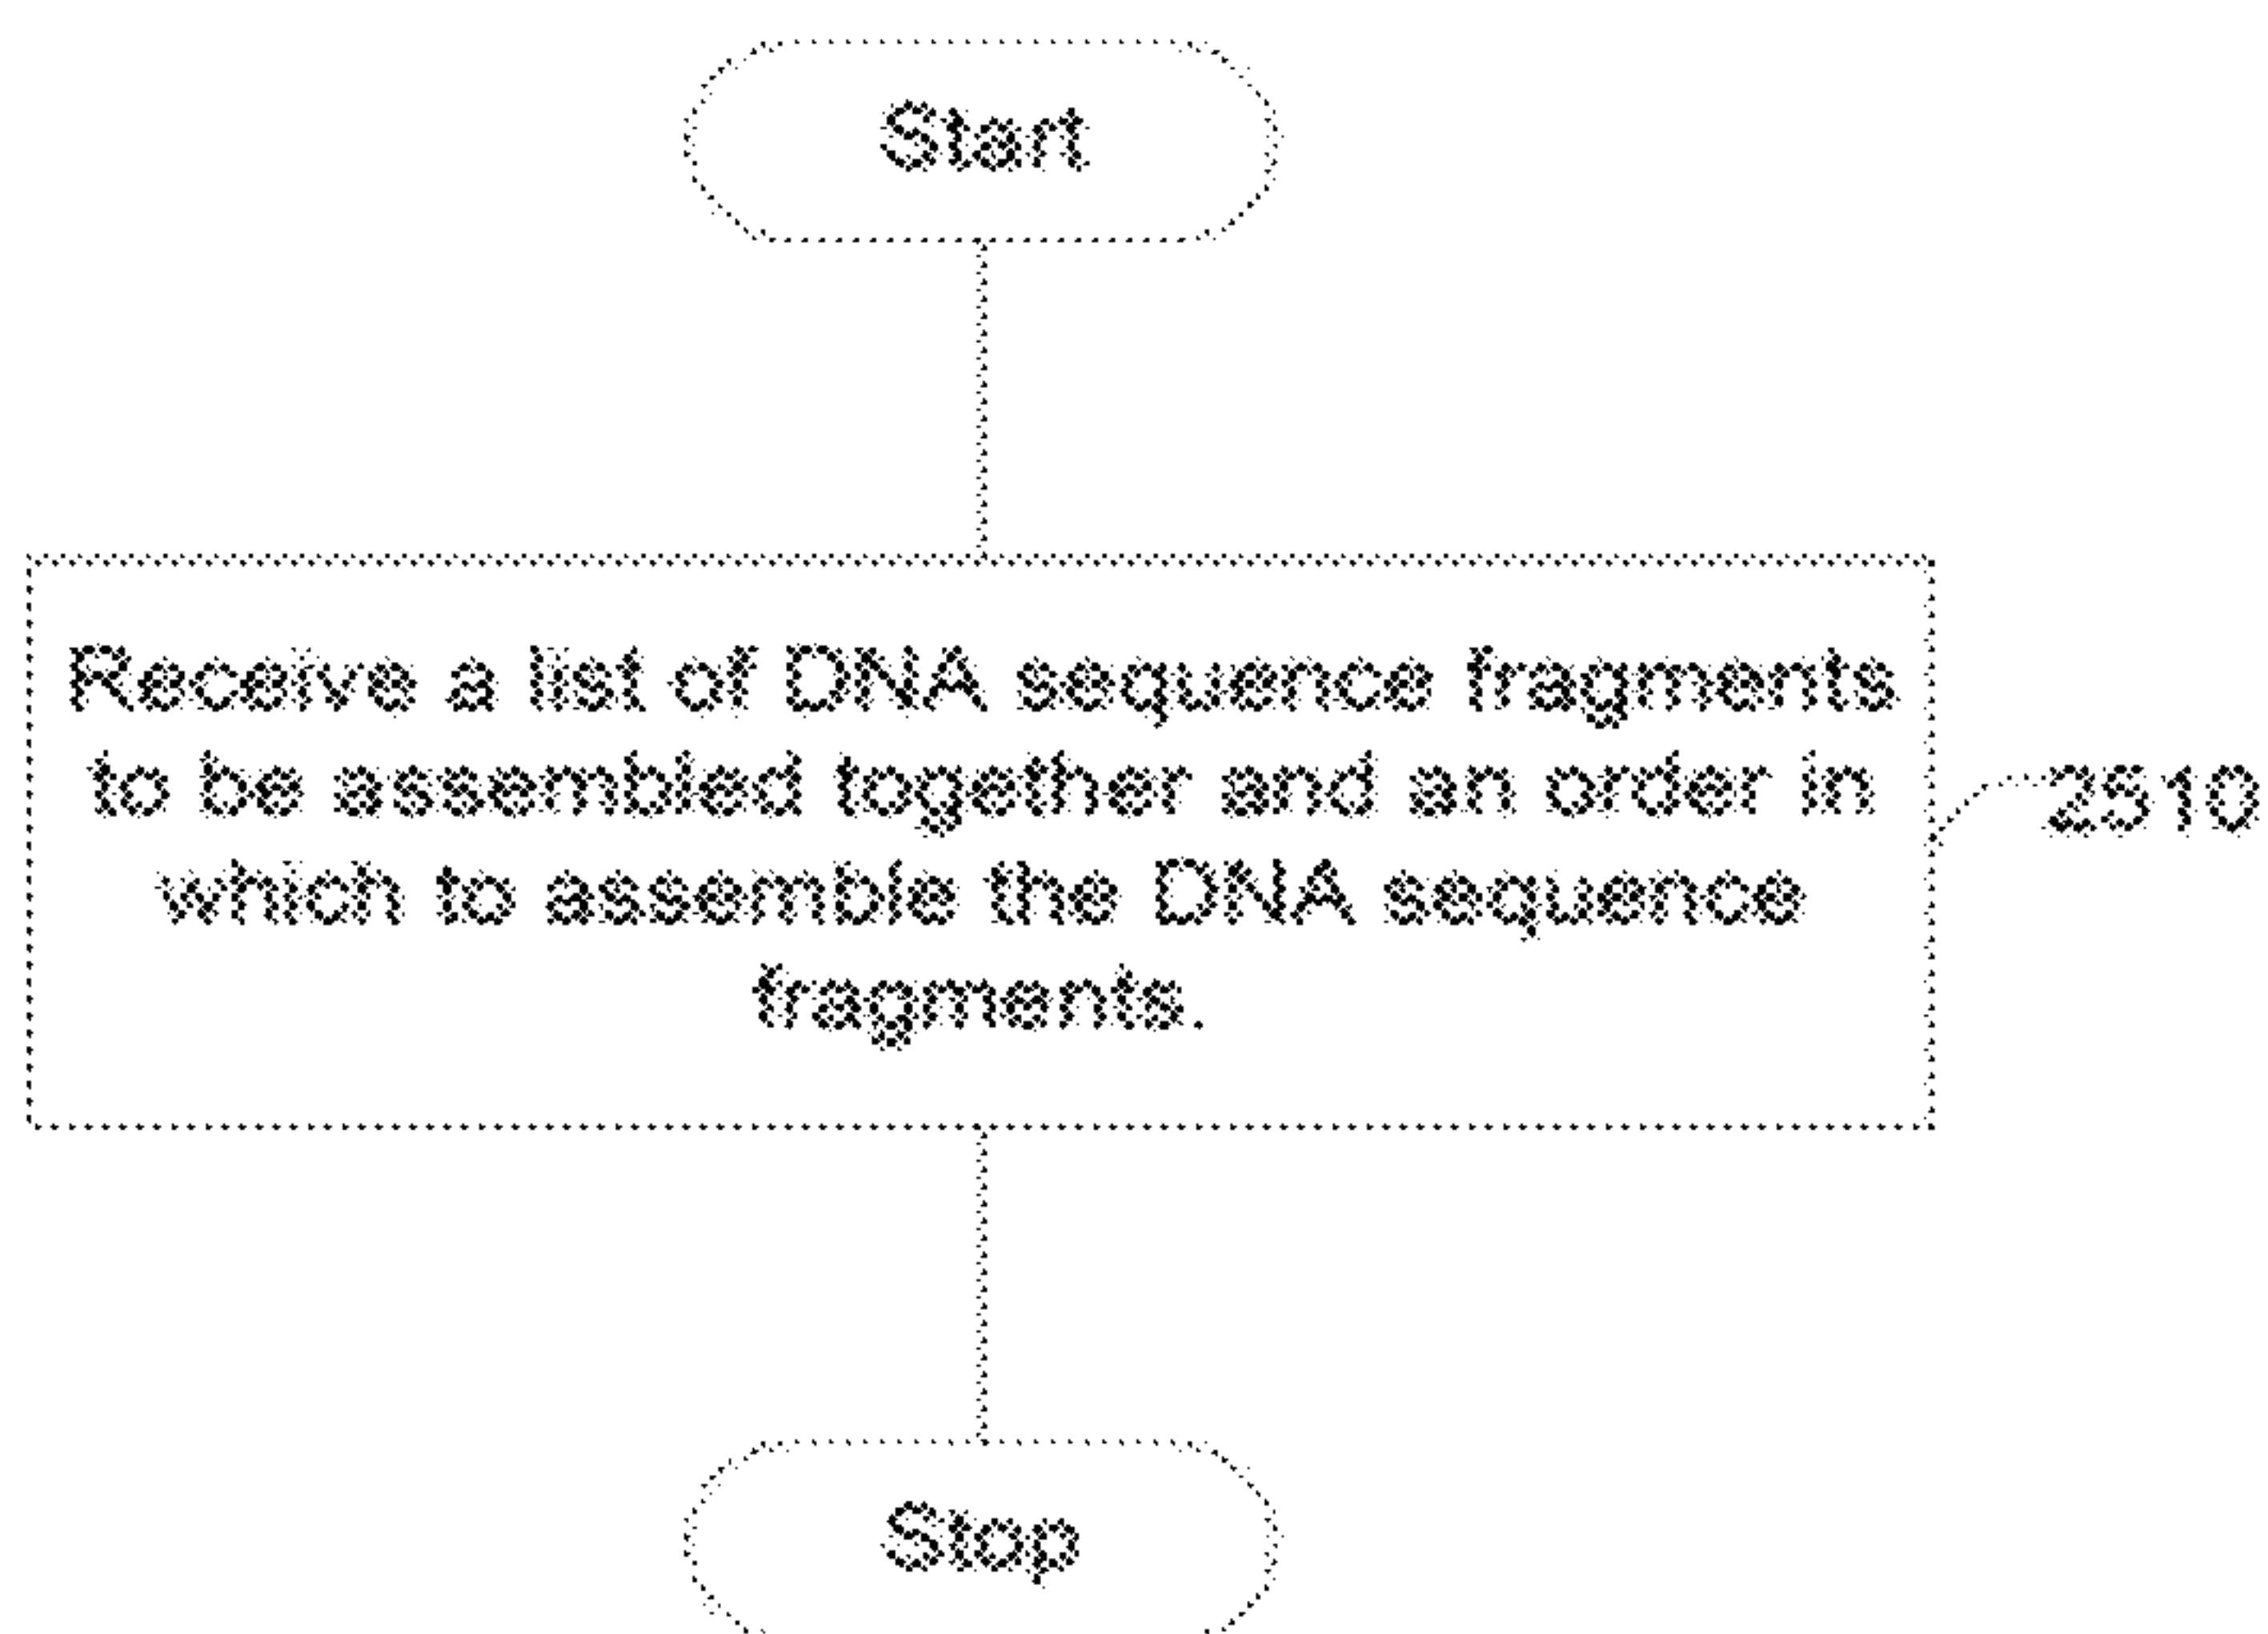 Start
Receive a list of DNA sequence fragments
to be assembled together and an order in
which to assemble the DNA sequence
fragments.
2510
Stop